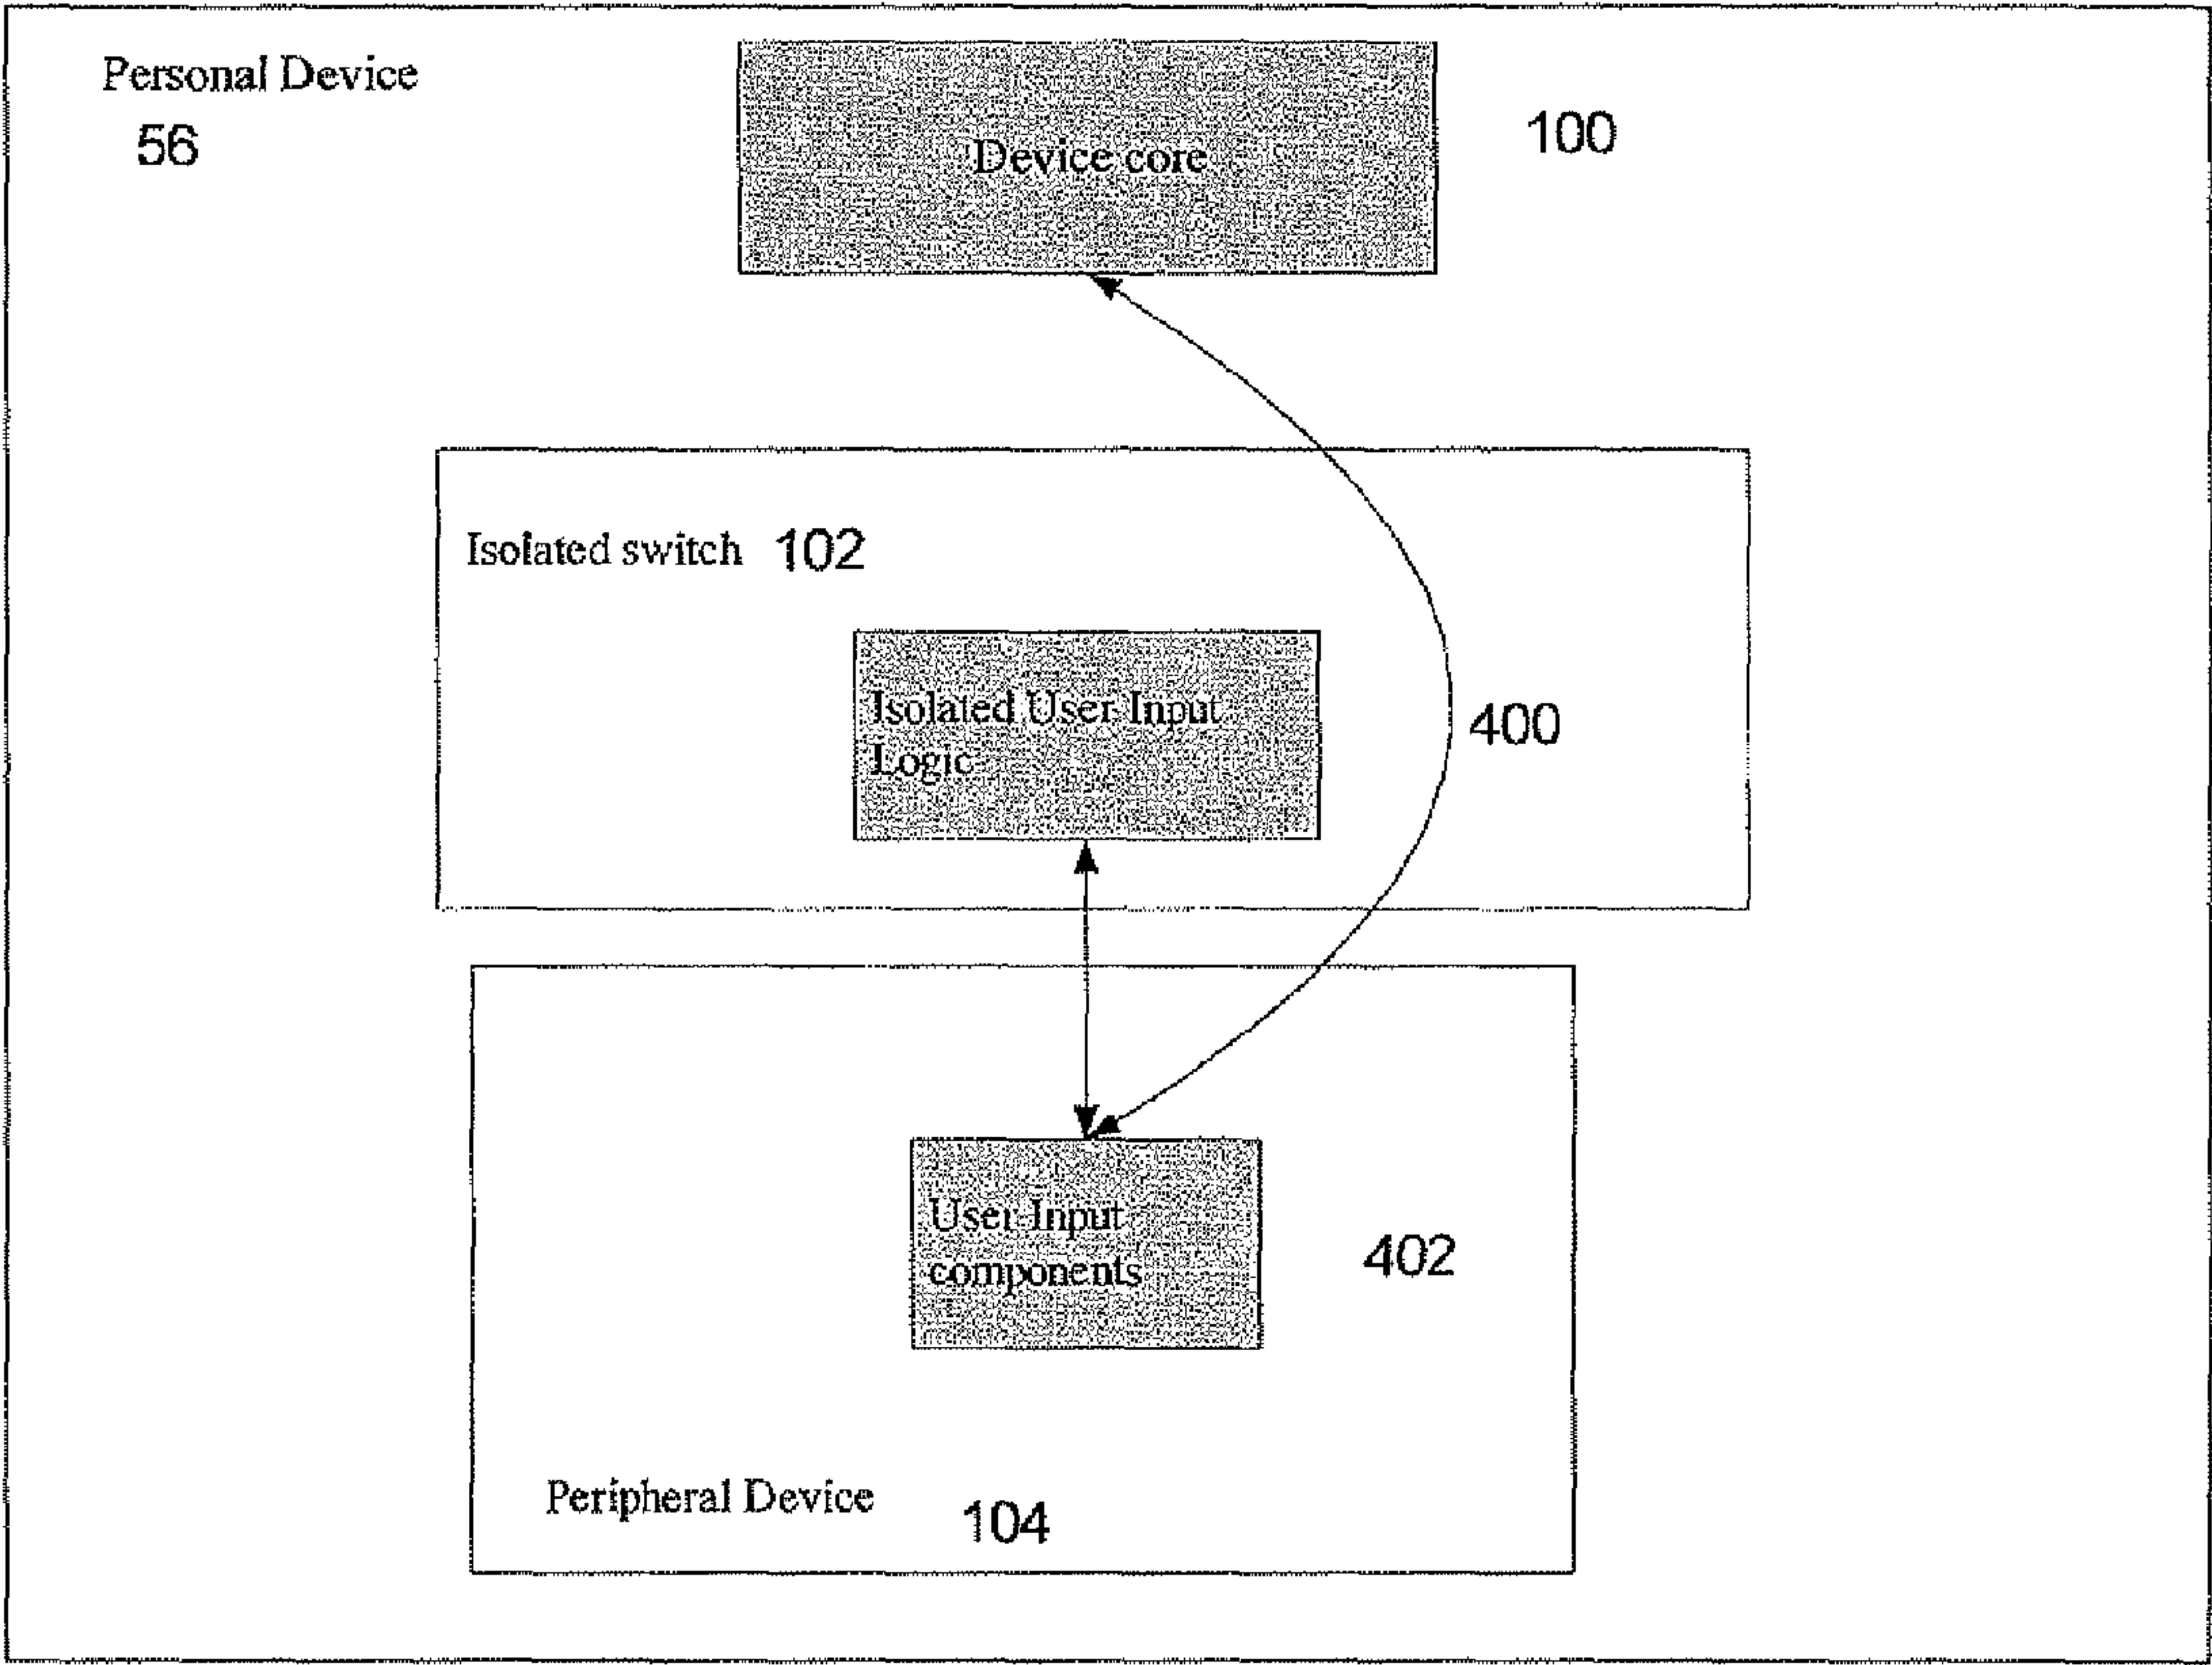 Personal Device
56
Device core
100
Isolated switch 102
Isolated User Input
Logic
400
User Input
components
402
Peripheral Device
104